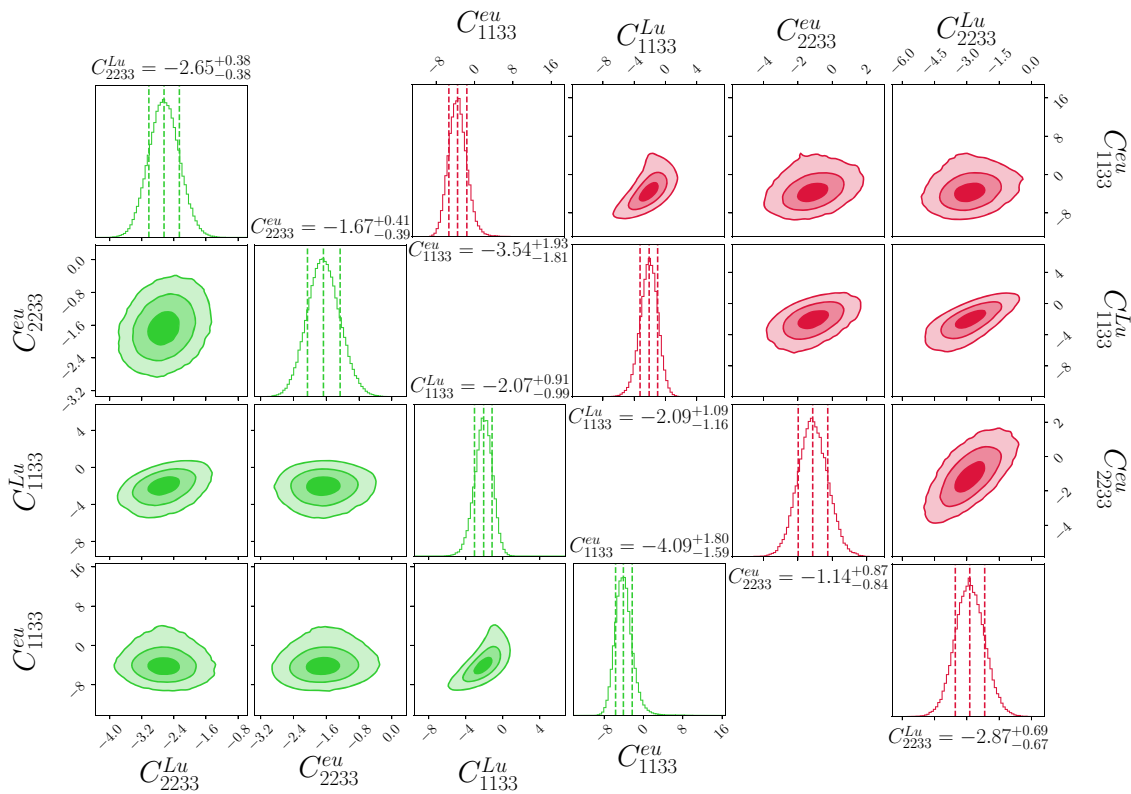 C^{eu}_{1133} C^{Lu}_{1133} C^{eu}_{2233} C^{Lu}_{2233}
−8 0 8 16 −8 −4 0 4 −4 −2 0 2 −6.0 −4.5 −3.0 −1.5 0.0
C^{Lu}_{2233} = −2.65^{+0.38}_{−0.38}
16 8 0 −8
C^{eu}_{1133}
C^{eu}_{2233} = −1.67^{+0.41}_{−0.39}
C^{eu}_{1133} = −3.54^{+1.93}_{−1.81}
0.0 −0.8 −1.6 −2.4 −3.2
C^{eu}_{2233}
4 0 −4 −8
C^{Lu}_{1133}
C^{Lu}_{1133} = −2.07^{+0.91}_{−0.99}
C^{Lu}_{1133} = −2.09^{+1.09}_{−1.16}
4 0 −4 −8
C^{Lu}_{1133}
2 0 −2 −4
C^{eu}_{2233}
C^{eu}_{1133} = −4.09^{+1.80}_{−1.59}
C^{eu}_{2233} = −1.14^{+0.87}_{−0.84}
16 8 0 −8
C^{eu}_{1133}
C^{Lu}_{2233} = −2.87^{+0.69}_{−0.67}
−4.0 −3.2 −2.4 −1.6 −0.8 −3.2 −2.4 −1.6 −0.8 0.0 −8 −4 0 4 −8 0 8 16
C^{Lu}_{2233} C^{eu}_{2233} C^{Lu}_{1133} C^{eu}_{1133}